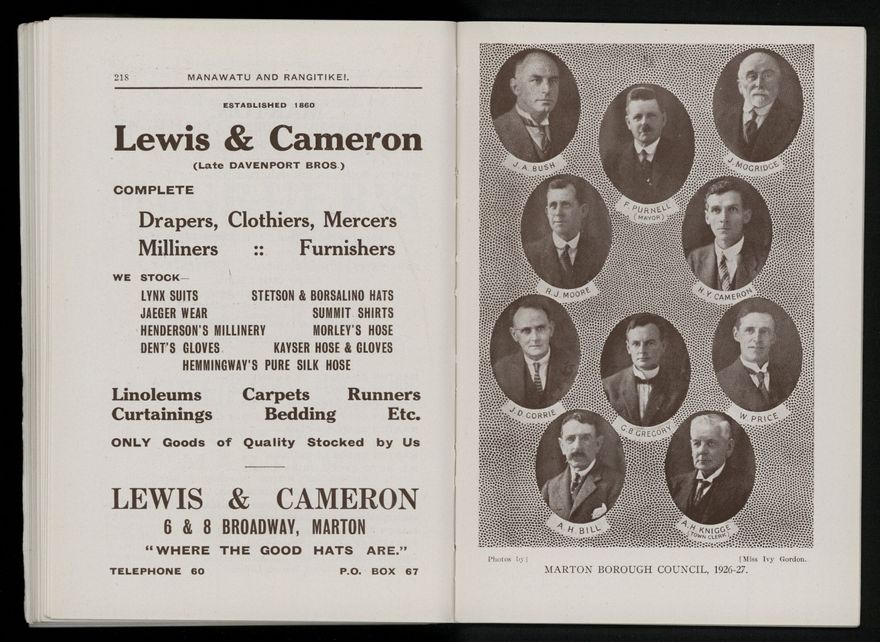 218 MANAWATU AND RANGITIKEI.
ESTABLISHED 1860
Lewis & Cameron
(Late DAVENPORT BROS.)
COMPLETE
Drapers, Clothiers, Mercers
Milliners :: Furnishers
WE STOCK—
LYNX SUITS STETSON & BORSALINO HATS
JAEGER WEAR SUMMIT SHIRTS
HENDERSON'S MILLINERY MORLEY'S HOSE
DENT'S GLOVES KAYSER HOSE & GLOVES
HEMMINGWAY'S PURE SILK HOSE
Linoleums Carpets Runners
Curtainings Bedding Etc.
ONLY Goods of Quality Stocked by Us
LEWIS & CAMERON
6 & 8 BROADWAY, MARTON
"WHERE THE GOOD HATS ARE."
TELEPHONE 60 P.O. BOX 67
J. A. BUSH
F. PURNELL
(MAYOR)
J. MOGRIDGE
R. J. MOORE
H. Y. CAMERON
J. D. CORRIE
G. B. GREGORY
W. PRICE
A. H. BILL
A. H. KNIGGE
(TOWN CLERK)
Photos by] [Miss Ivy Gordon.
MARTON BOROUGH COUNCIL, 1926-27.